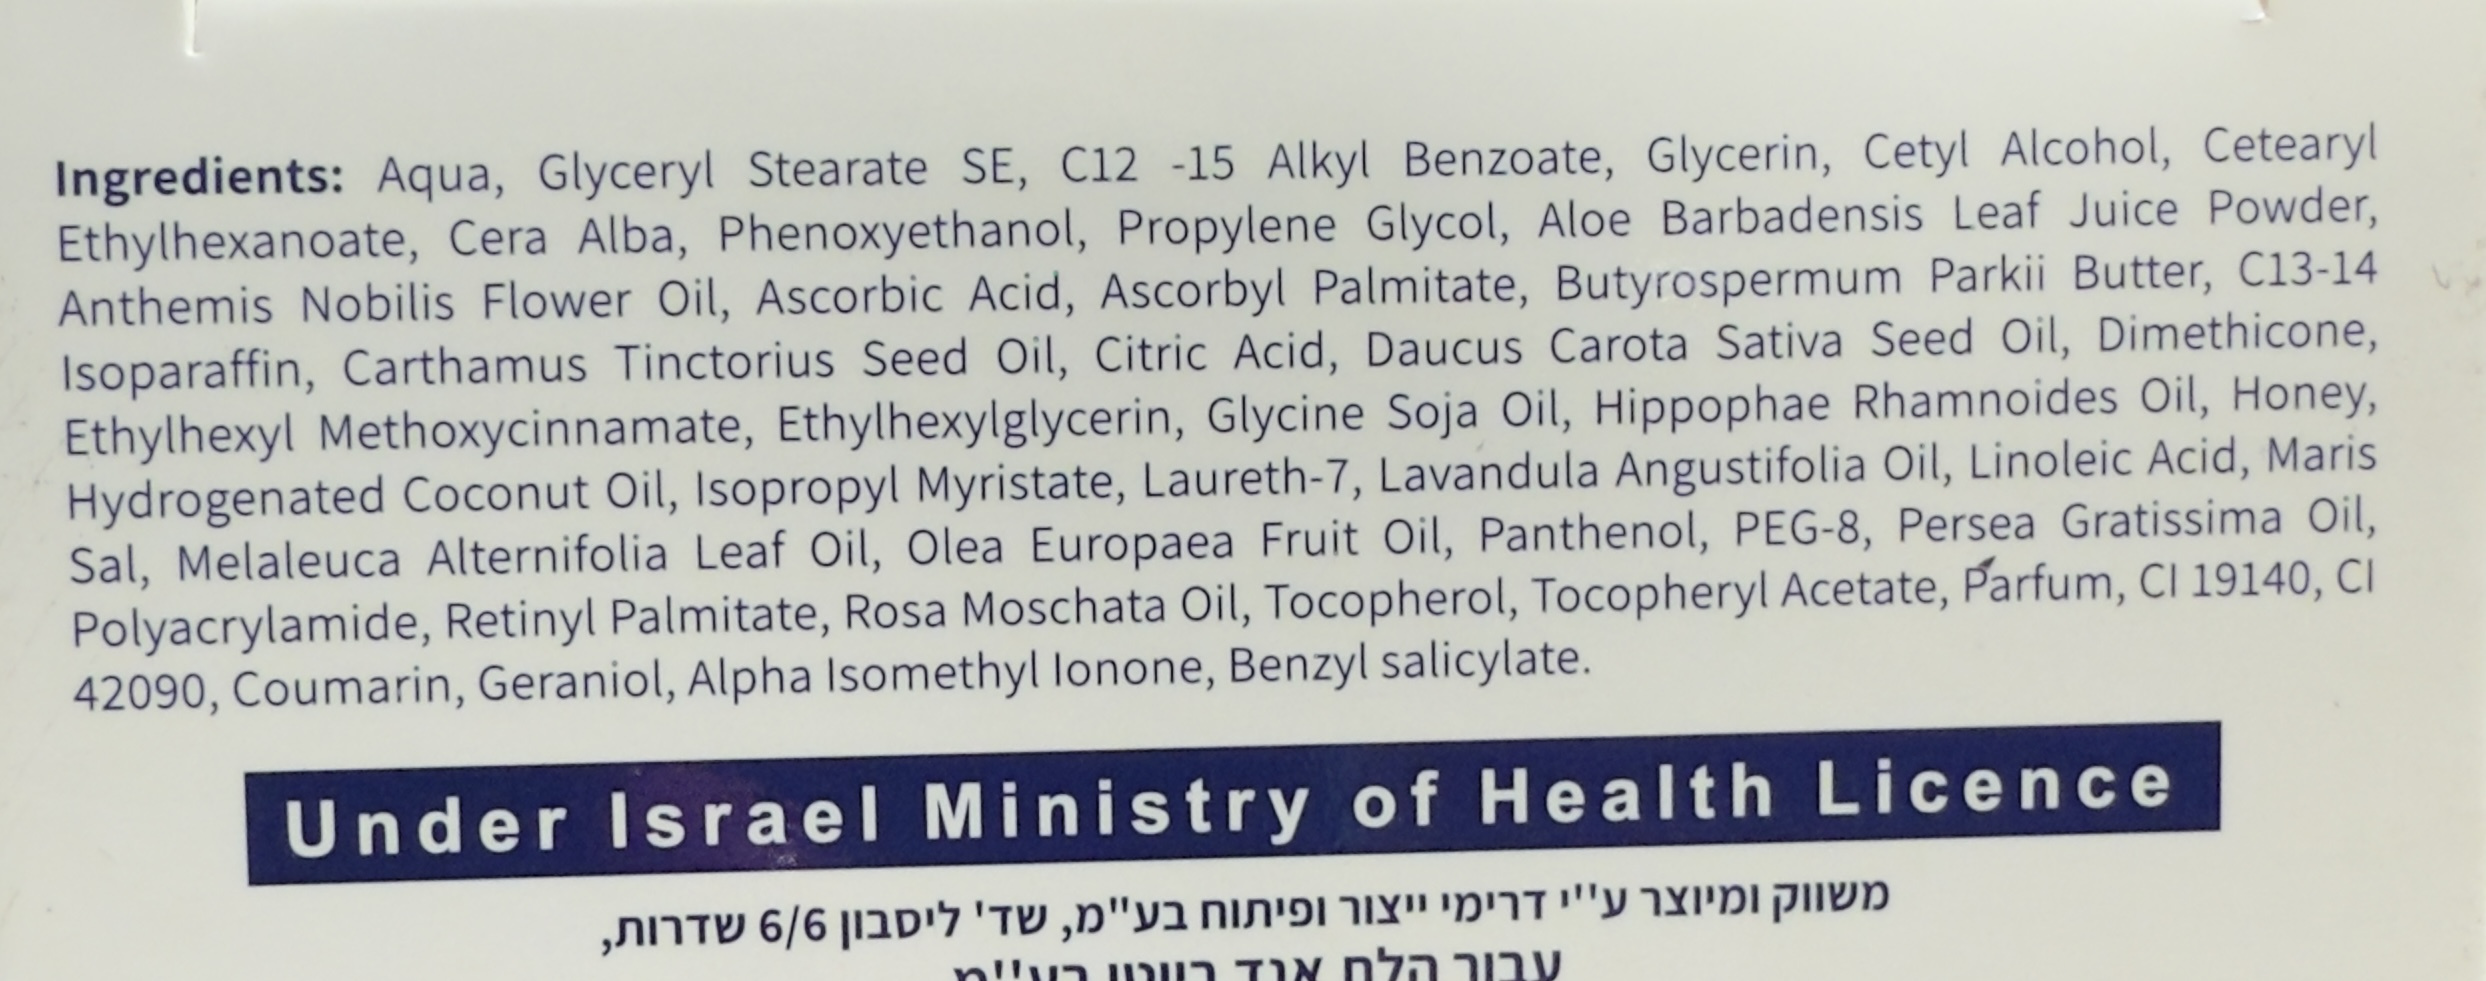 Ingredients: Aqua, Glyceryl Stearate SE, C12 -15 Alkyl Benzoate, Glycerin, Cetyl Alcohol, Cetearyl
Ethylhexanoate, Cera Alba, Phenoxyethanol, Propylene Glycol, Aloe Barbadensis Leaf Juice Powder,
Anthemis Nobilis Flower Oil, Ascorbic Acid, Ascorbyl Palmitate, Butyrospermum Parkii Butter, C13-14
Isoparaffin, Carthamus Tinctorius Seed Oil, Citric Acid, Daucus Carota Sativa Seed Oil, Dimethicone,
Ethylhexyl Methoxycinnamate, Ethylhexylglycerin, Glycine Soja Oil, Hippophae Rhamnoides Oil, Honey,
Hydrogenated Coconut Oil, Isopropyl Myristate, Laureth-7, Lavandula Angustifolia Oil, Linoleic Acid, Maris
Sal, Melaleuca Alternifolia Leaf Oil, Olea Europaea Fruit Oil, Panthenol, PEG-8, Persea Gratissima Oil,
Polyacrylamide, Retinyl Palmitate, Rosa Moschata Oil, Tocopherol, Tocopheryl Acetate, Parfum, CI 19140, CI
42090, Coumarin, Geraniol, Alpha Isomethyl Ionone, Benzyl salicylate.
Under Israel Ministry of Health Licence
משווק ומיוצר ע''י דרימי ייצור ופיתוח בע"מ, שד' ליסבון 6/6 שדרות,
עבור הלת אנד ביוטי בע''מ